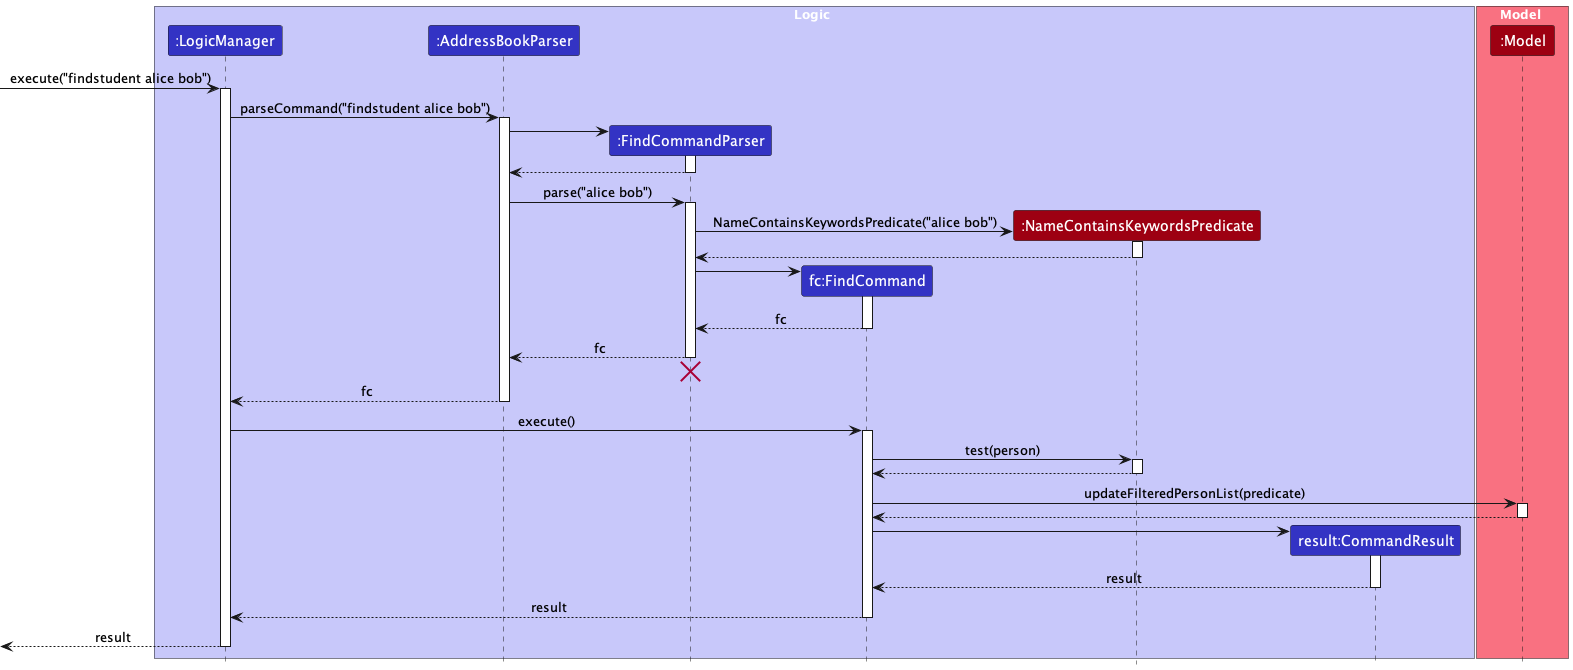 Logic
Model
:LogicManager
:AddressBookParser
:Model
execute("findstudent alice bob")
parseCommand("findstudent alice bob")
:FindCommandParser
parse("alice bob")
NameContainsKeywordsPredicate("alice bob")
:NameContainsKeywordsPredicate
fc:FindCommand
fc
fc
fc
execute()
test(person)
updateFilteredPersonList(predicate)
result:CommandResult
result
result
result